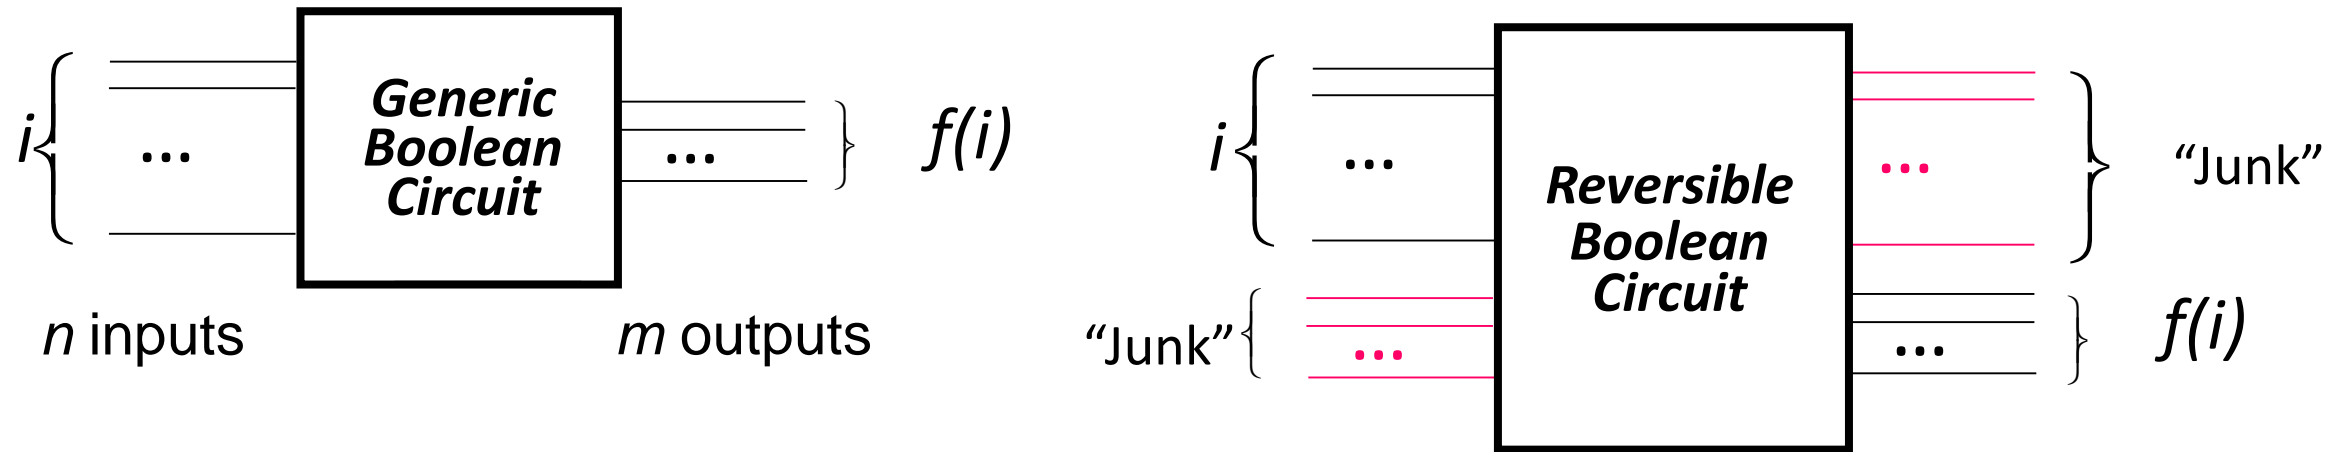 i
...
Generic
Boolean
Circuit
...
f(i)
n inputs
m outputs
i
...
“Junk”
...
Reversible
Boolean
Circuit
...
“Junk”
...
f(i)